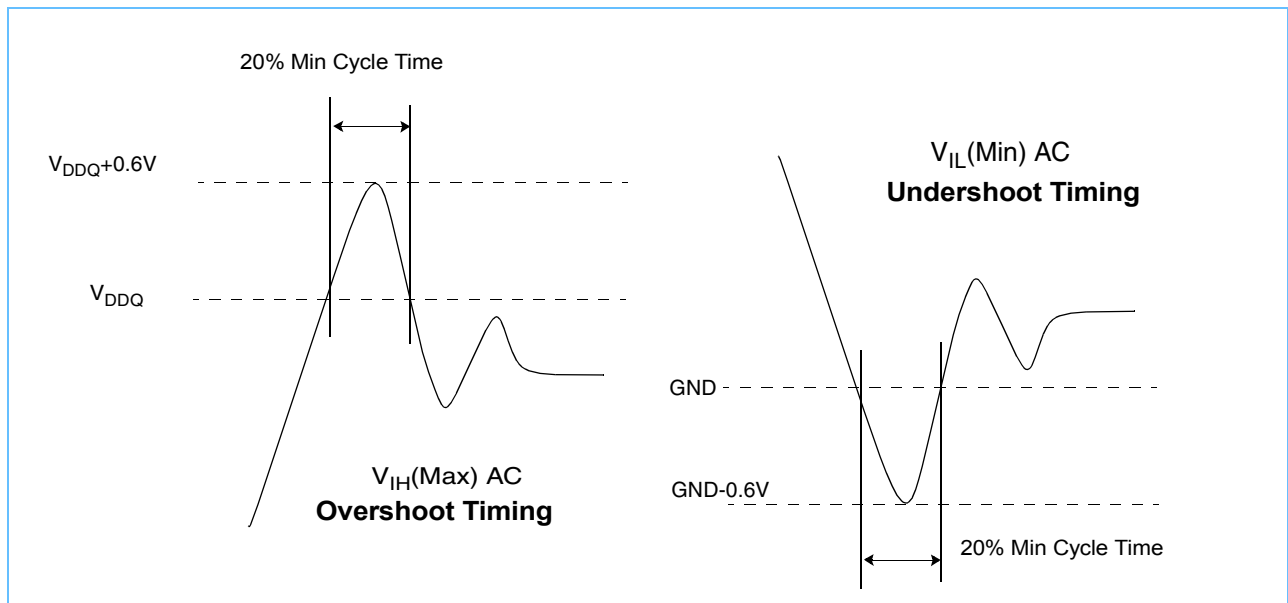 20% Min Cycle Time
VDDQ+0.6V
VDDQ
VIH(Max) AC
Overshoot Timing
VIL(Min) AC
Undershoot Timing
GND
GND-0.6V
20% Min Cycle Time